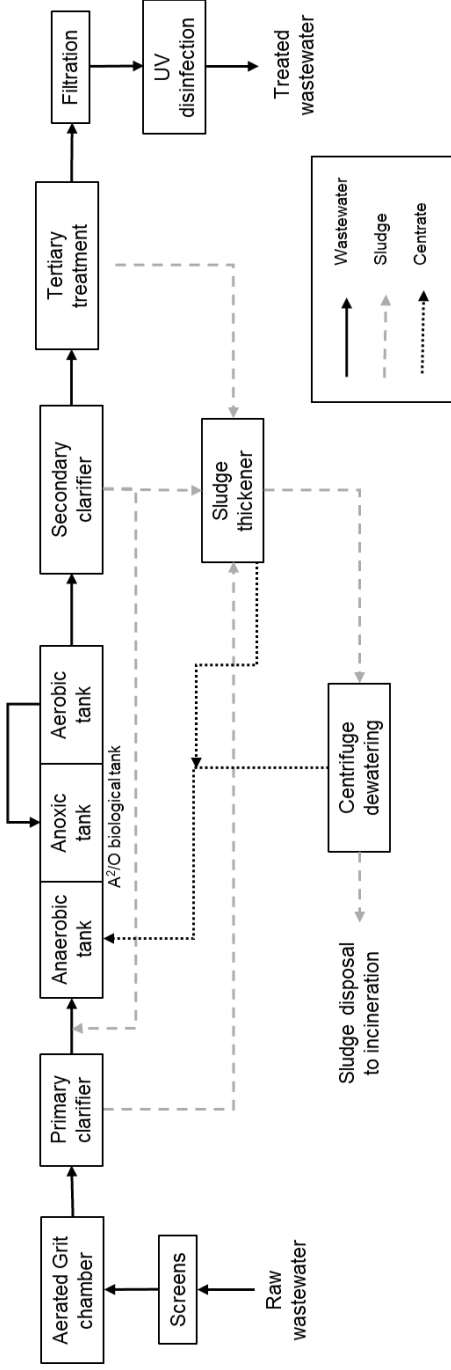 Raw
wastewater
Screens
Aerated Grit
chamber
Primary
clarifier
Anaerobic
tank
Anoxic
tank
Aerobic
tank
A²/O biological tank
Secondary
clarifier
Tertiary
treatment
Filtration
UV
disinfection
Treated
wastewater
Sludge
thickener
Centrifuge
dewatering
Sludge disposal
to incineration
Wastewater
Sludge
Centrate